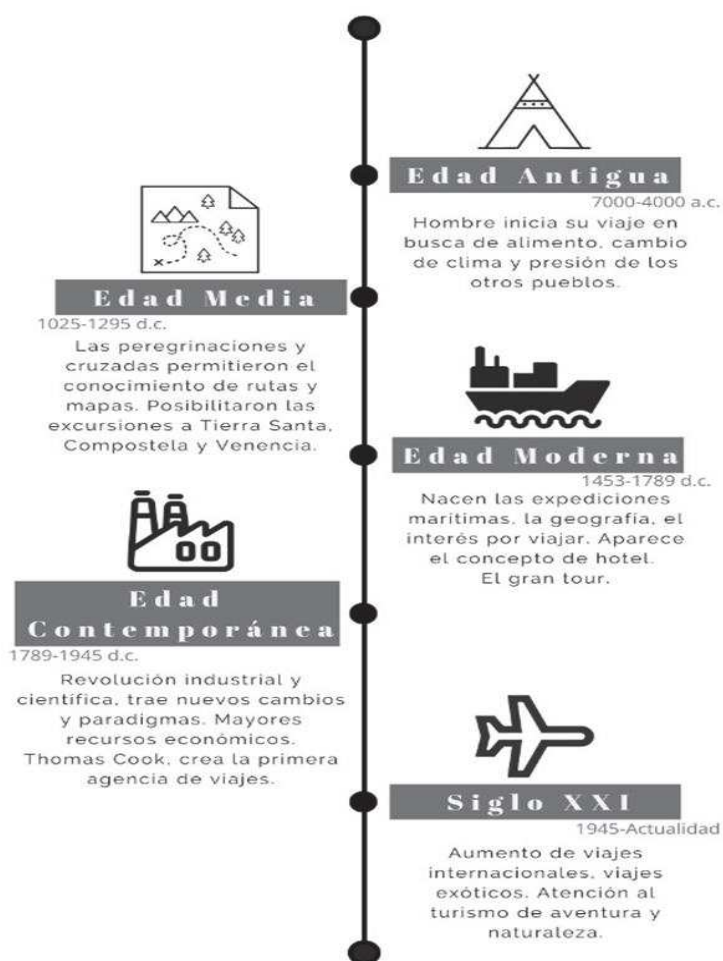 Edad Antigua
7000-4000 a.c.
Hombre inicia su viaje en
busca de alimento, cambio
de clima y presión de los
otros pueblos.
Edad Media
1025-1295 d.c.
Las peregrinaciones y
cruzadas permitieron el
conocimiento de rutas y
mapas. Posibilitaron las
excursiones a Tierra Santa,
Compostela y Venencia.
Edad Moderna
1453-1789 d.c.
Nacen las expediciones
marítimas, la geografía, el
interés por viajar. Aparece
el concepto de hotel.
El gran tour.
Edad
Contemporánea
1789-1945 d.c.
Revolución industrial y
científica, trae nuevos cambios
y paradigmas. Mayores
recursos económicos.
Thomas Cook, crea la primera
agencia de viajes.
Siglo XXI
1945-Actualidad
Aumento de viajes
internacionales, viajes
exóticos. Atención al
turismo de aventura y
naturaleza.